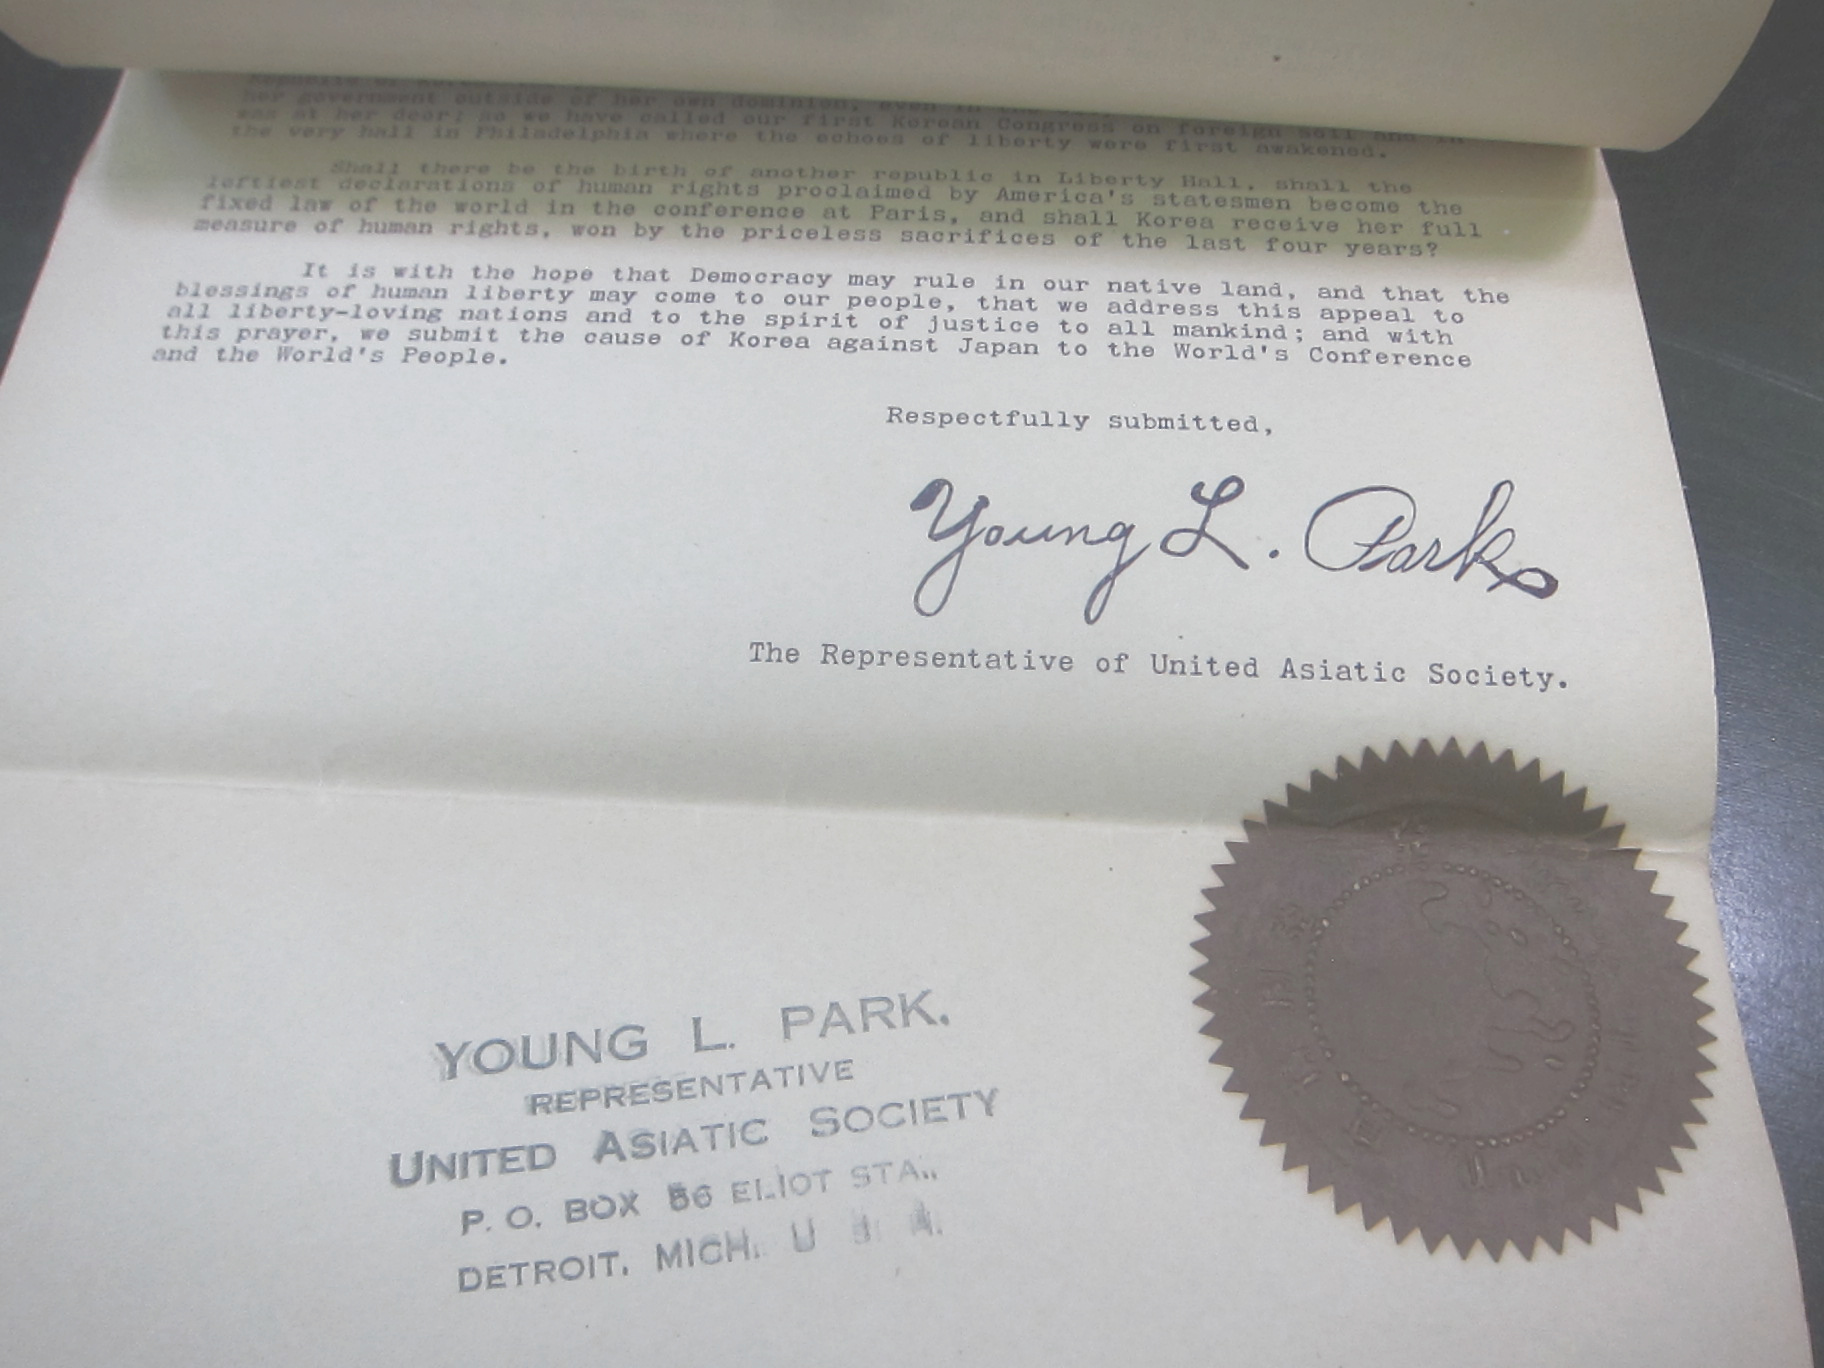 her government outside of her own dominion, even in
was at her door; so we have called our first Korean Congress on foreign soil and in
the very hall in Philadelphia where the echoes of liberty were first awakened.
Shall there be the birth of another republic in Liberty Hall, shall the
loftiest declarations of human rights proclaimed by America's statesmen become the
fixed law of the world in the conference at Paris, and shall Korea receive her full
measure of human rights, won by the priceless sacrifices of the last four years?
It is with the hope that Democracy may rule in our native land, and that the
blessings of human liberty may come to our people, that we address this appeal to
all liberty-loving nations and to the spirit of justice to all mankind; and with
this prayer, we submit the cause of Korea against Japan to the World's Conference
and the World's People.
Respectfully submitted,
Young L. Park
The Representative of United Asiatic Society.
YOUNG L. PARK.
REPRESENTATIVE
UNITED ASIATIC SOCIETY
P. O. BOX 56 ELIOT STA.,
DETROIT, MICH. U